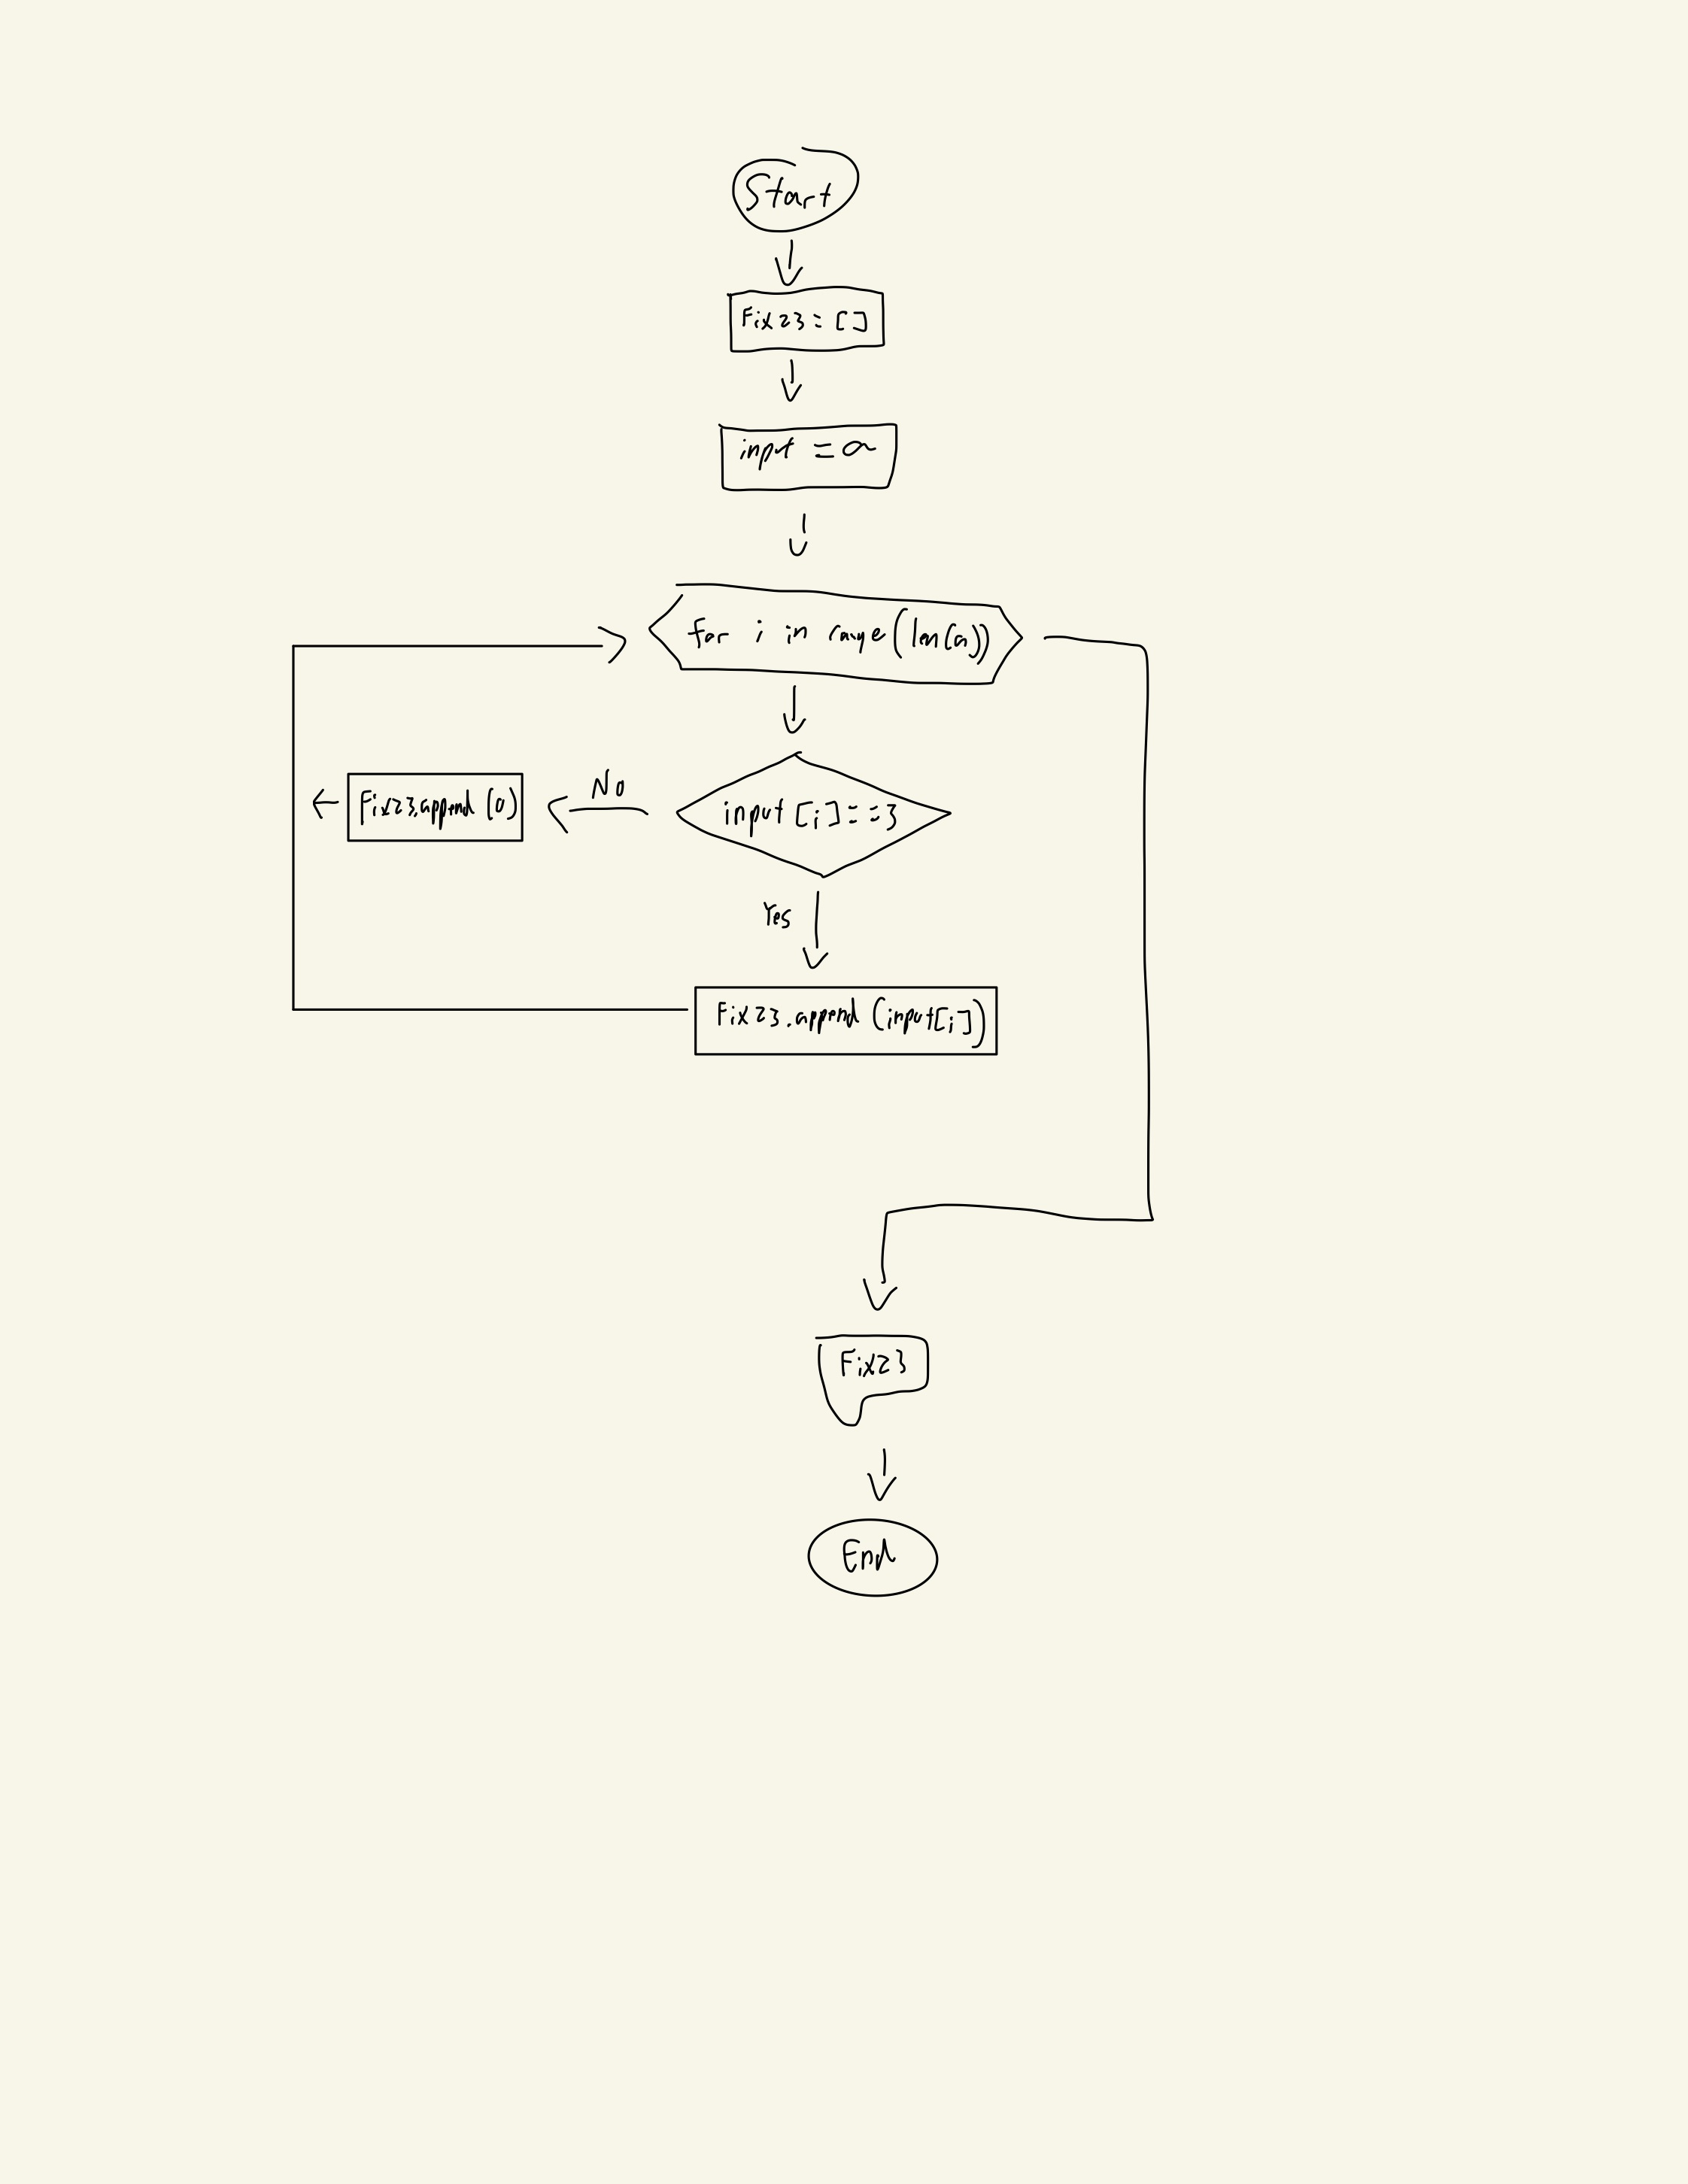 Start
Fix23 = []
input = a
for i in range(len(a))
No
Fix23.append(0)
input[i]==3
Yes
Fix23.append(input[i])
Fix23
End